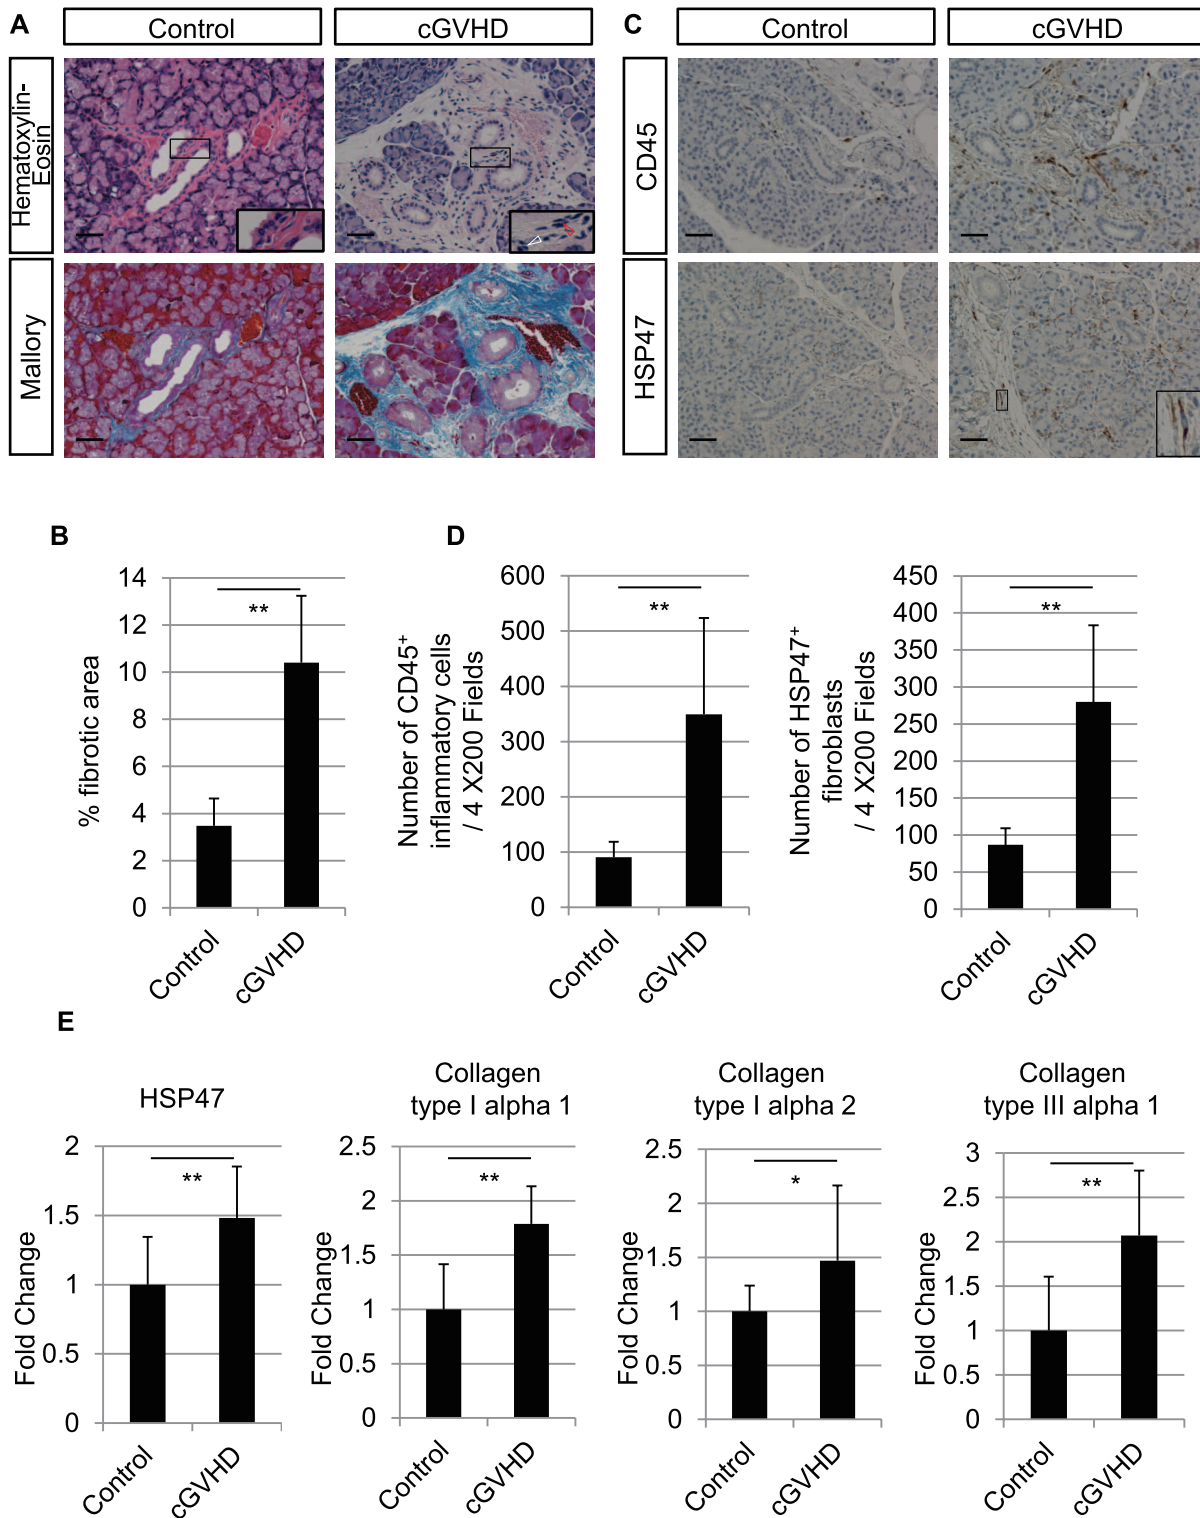 A
Control
cGVHD
Hematoxylin-
Eosin
Mallory
C
Control
cGVHD
CD45
HSP47
B
14
12
10
8
6
4
2
0
% fibrotic area
**
Control
cGVHD
D
600
500
400
300
200
100
0
Number of CD45+
inflammatory cells
/ 4 X200 Fields
**
Control
cGVHD
450
400
350
300
250
200
150
100
50
0
Number of HSP47+
fibroblasts
/ 4 X200 Fields
**
Control
cGVHD
E
HSP47
2
1.5
1
0.5
0
Fold Change
**
Control
cGVHD
Collagen
type I alpha 1
2.5
2
1.5
1
0.5
0
Fold Change
**
Control
cGVHD
Collagen
type I alpha 2
2.5
2
1.5
1
0.5
0
Fold Change
*
Control
cGVHD
Collagen
type III alpha 1
3
2.5
2
1.5
1
0.5
0
Fold Change
**
Control
cGVHD